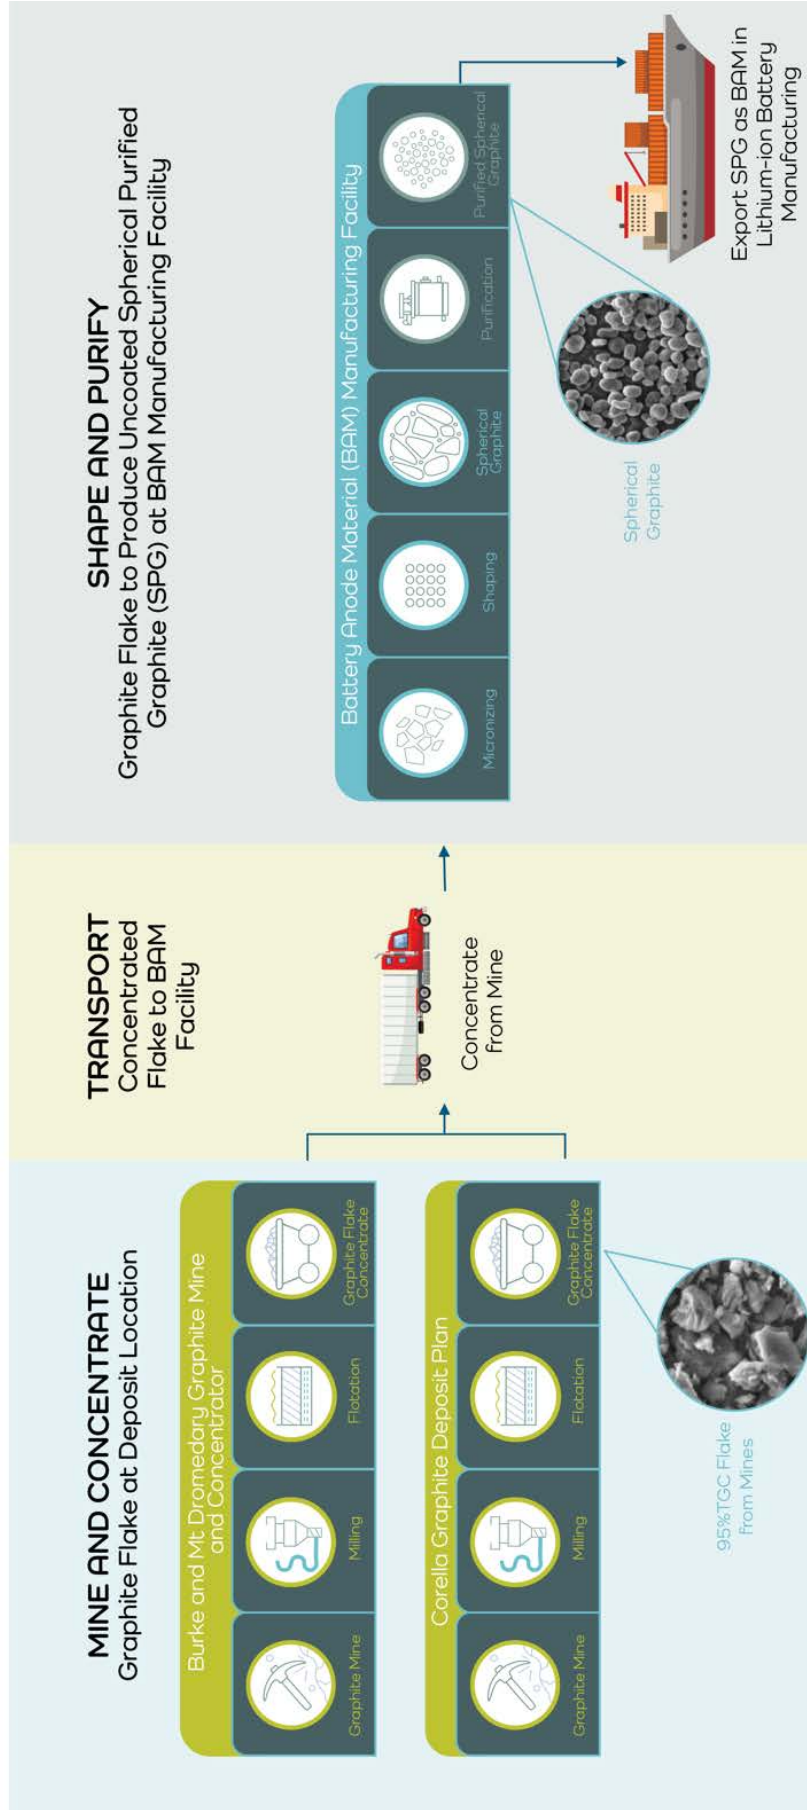 MINE AND CONCENTRATE
Graphite Flake at Deposit Location
Burke and Mt Dromedary Graphite Mine
and Concentrator
Graphite Mine
Milling
Flotation
Graphite Flake
Concentrate
Corella Graphite Deposit Plan
Graphite Mine
Milling
Flotation
Graphite Flake
Concentrate
95%TGC Flake
from Mines
TRANSPORT
Concentrated
Flake to BAM
Facility
Concentrate
from Mine
SHAPE AND PURIFY
Graphite Flake to Produce Uncoated Spherical Purified
Graphite (SPG) at BAM Manufacturing Facility
Battery Anode Material (BAM) Manufacturing Facility
Micronizing
Shaping
Spherical
Graphite
Purification
Purified Spherical
Graphite
Spherical
Graphite
Export SPG as BAM in
Lithium-ion Battery
Manufacturing